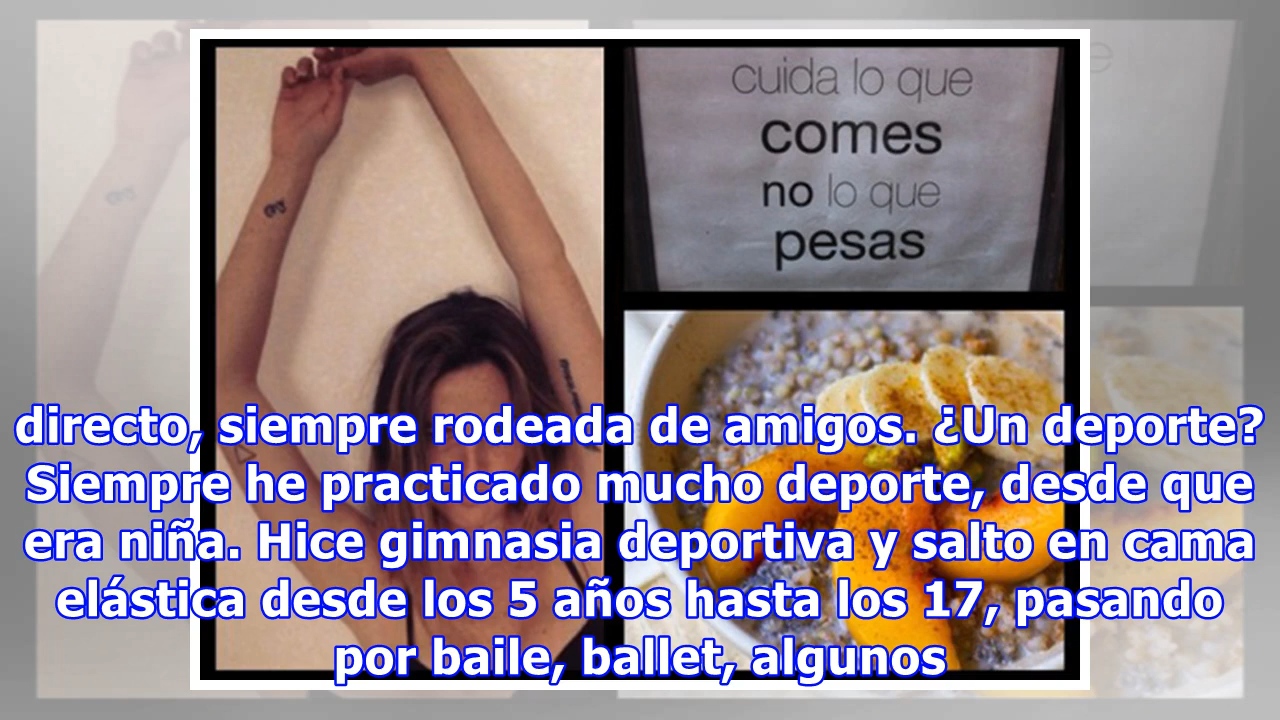 cuida lo que
comes
no lo que
pesas
directo, siempre rodeada de amigos. ¿Un deporte?
Siempre he practicado mucho deporte, desde que
era niña. Hice gimnasia deportiva y salto en cama
elástica desde los 5 años hasta los 17, pasando
por baile, ballet, algunos